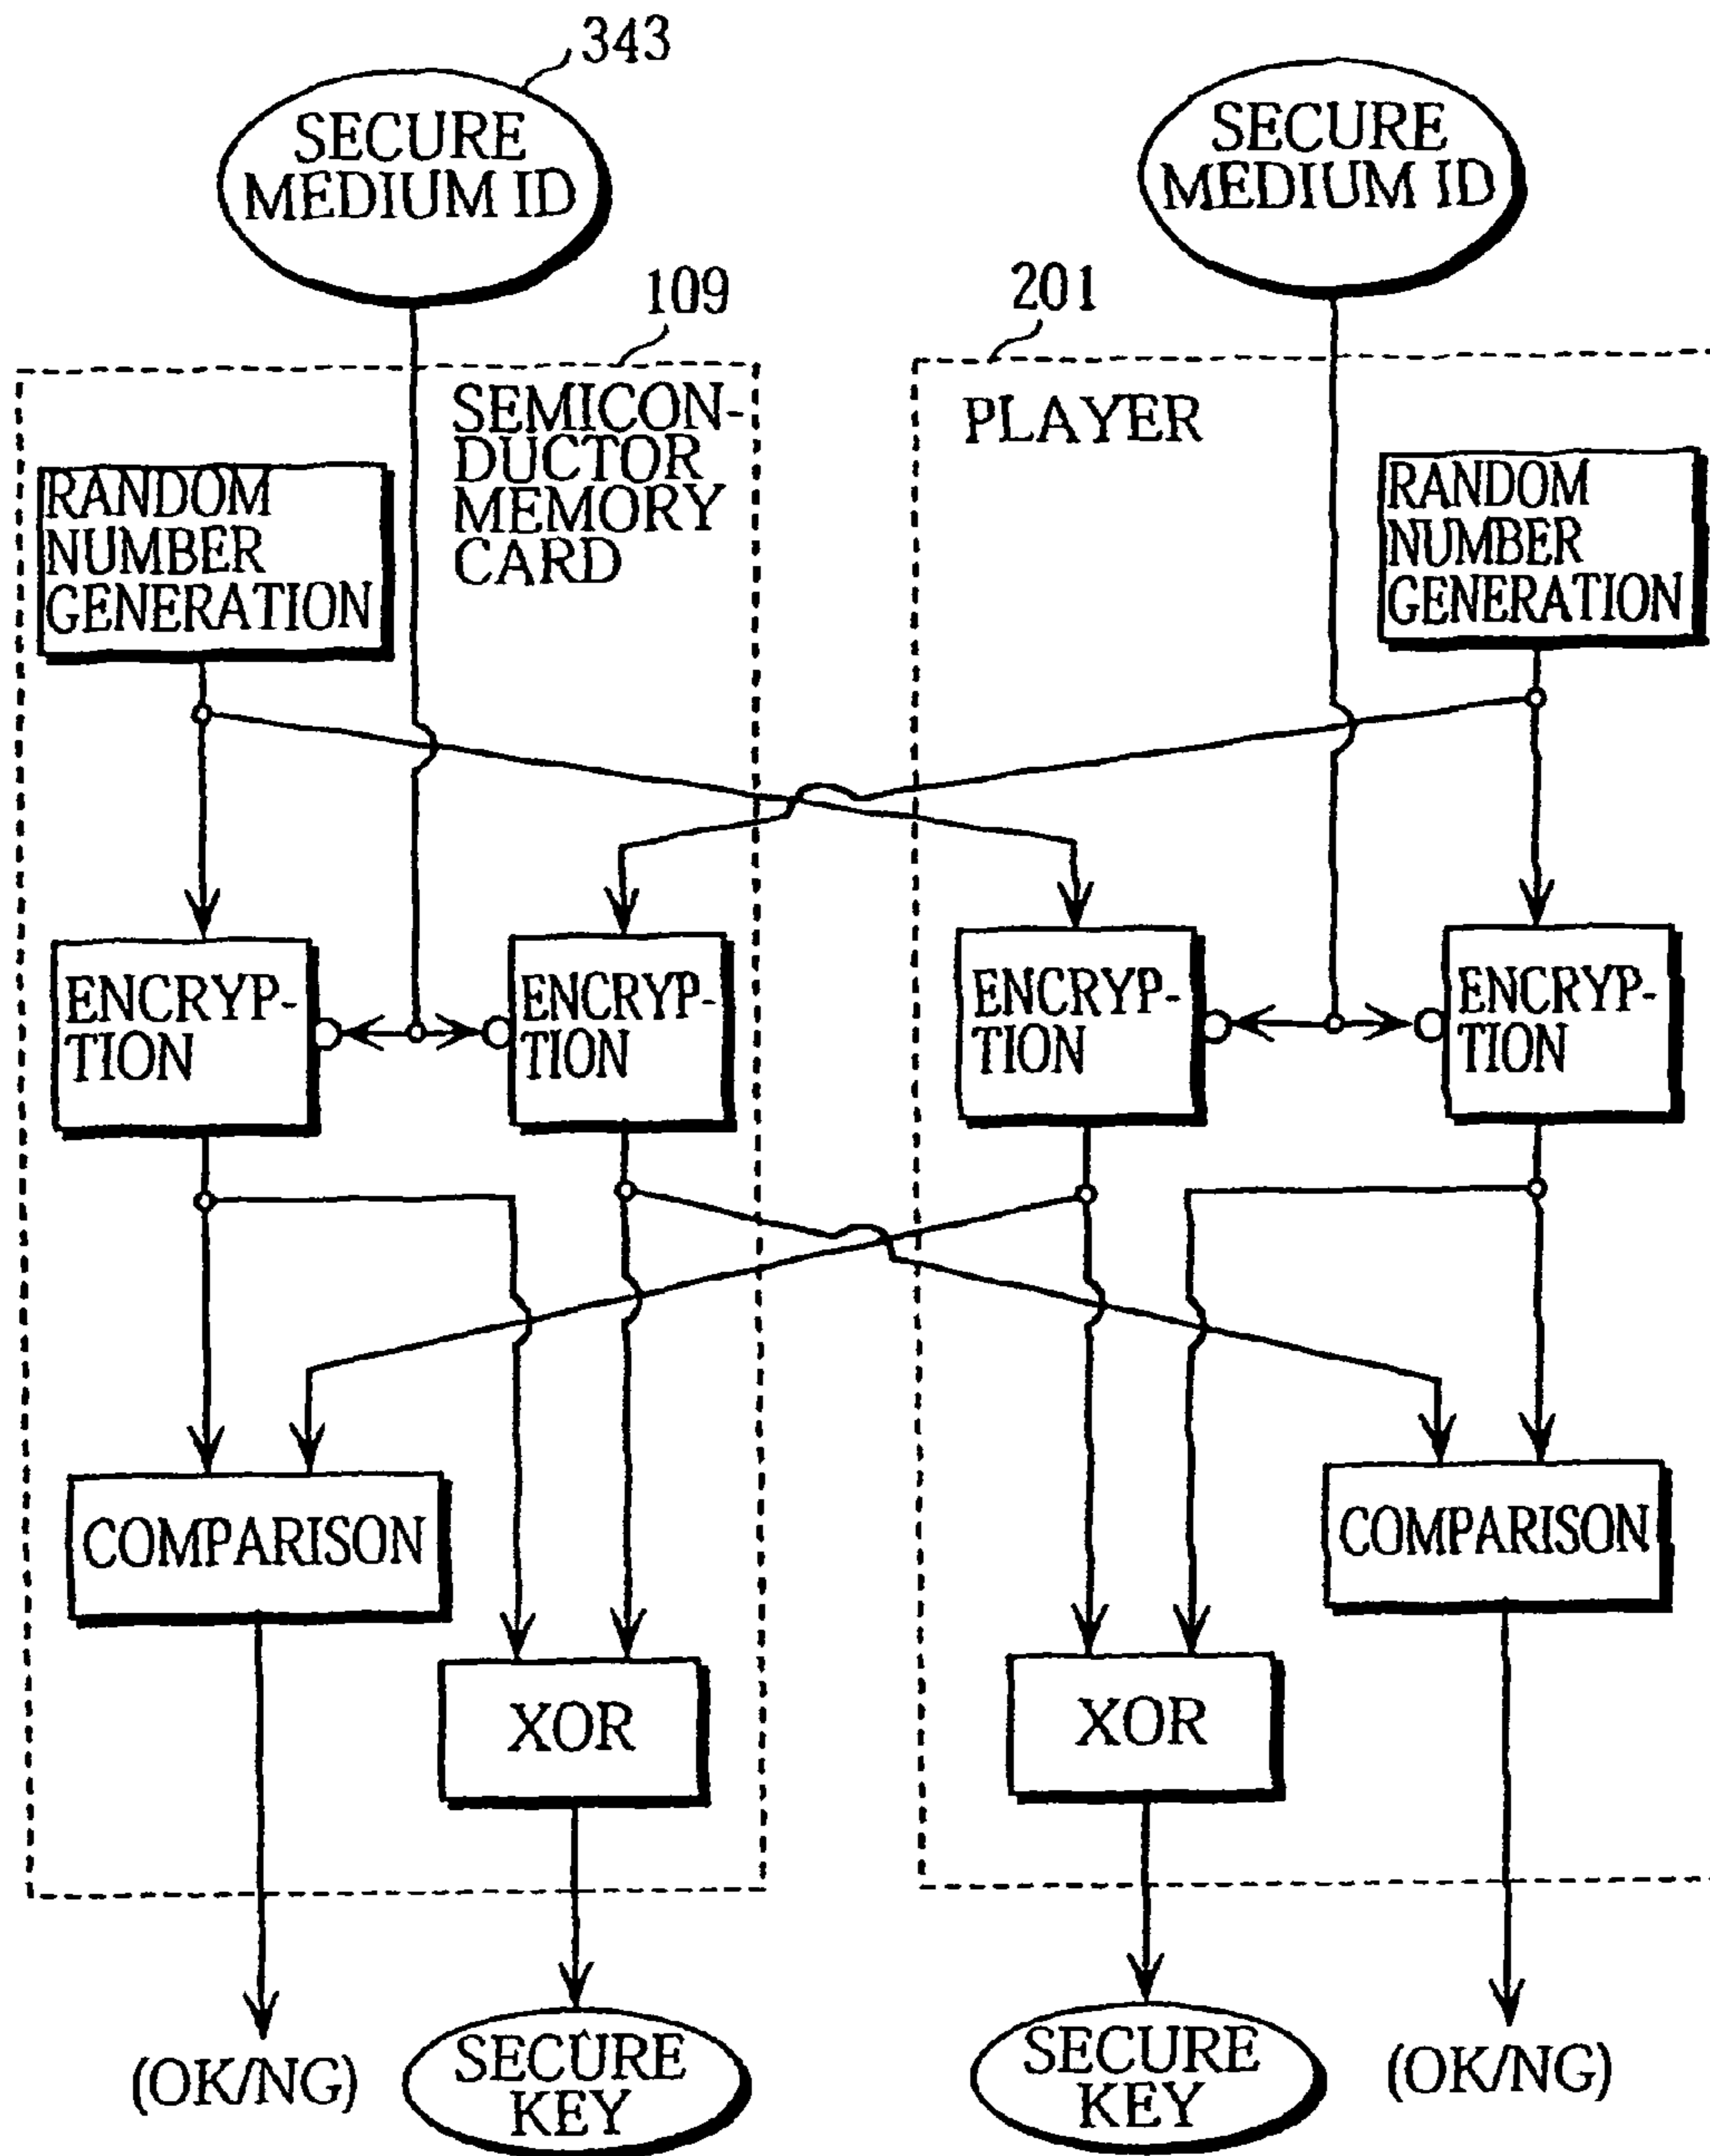 343
SECURE
MEDIUM ID
SECURE
MEDIUM ID
109
201
SEMICON-
DUCTOR
MEMORY
CARD
PLAYER
RANDOM
NUMBER
GENERATION
RANDOM
NUMBER
GENERATION
ENCRYP-
TION
ENCRYP-
TION
ENCRYP-
TION
ENCRYP-
TION
COMPARISON
COMPARISON
XOR
XOR
(OK/NG)
SECURE
KEY
SECURE
KEY
(OK/NG)